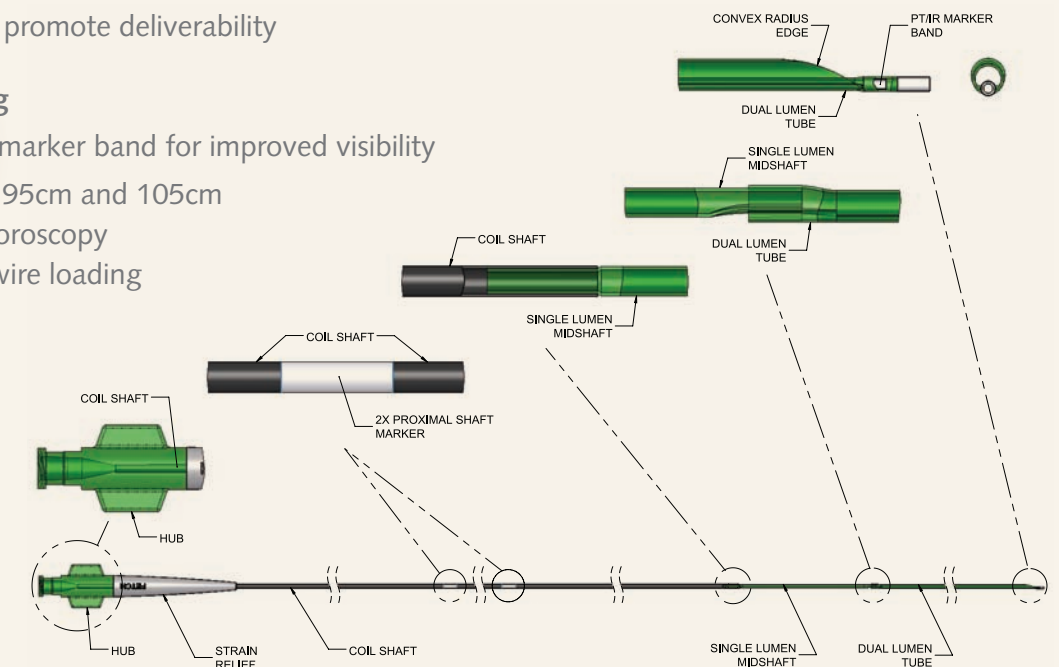 promote deliverability
g
marker band for improved visibility
95cm and 105cm
oroscopy
wire loading
CONVEX RADIUS
EDGE
PT/IR MARKER
BAND
DUAL LUMEN
TUBE
SINGLE LUMEN
MIDSHAFT
DUAL LUMEN
TUBE
COIL SHAFT
SINGLE LUMEN
MIDSHAFT
COIL SHAFT
2X PROXIMAL SHAFT
MARKER
COIL SHAFT
HUB
FETCH
HUB
STRAIN
RELIEF
COIL SHAFT
SINGLE LUMEN
MIDSHAFT
DUAL LUMEN
TUBE